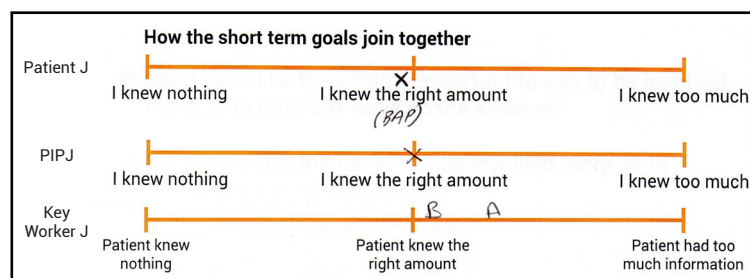 How the short term goals join together
Patient J
X
I knew nothing I knew the right amount I knew too much
(BAP)
PIPJ
X
I knew nothing I knew the right amount I knew too much
Key
Worker J
B A
Patient knew
nothing
Patient knew the
right amount
Patient had too
much information